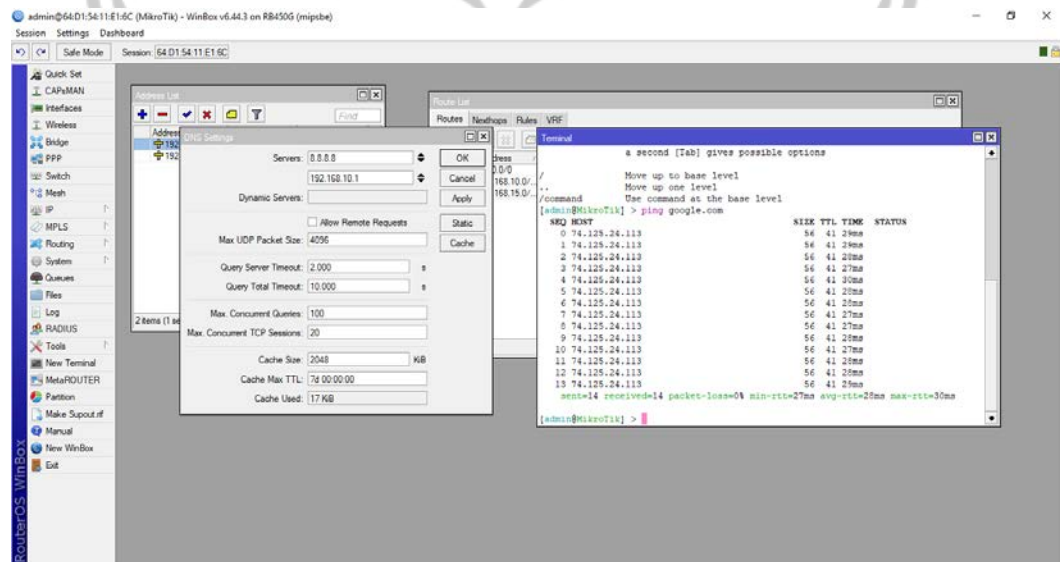 admin@64:D1:54:11:E1:6C (MikroTik) - WinBox v6.44.3 on RB450G (mipsbe)
Session Settings Dashboard
Safe Mode Session: 64:D1:54:11:E1:6C
Quick Set
CAPsMAN
Interfaces
Wireless
Bridge
PPP
Switch
Mesh
IP
MPLS
Routing
System
Queues
Files
Log
RADIUS
Tools
New Terminal
MetaROUTER
Partition
Make Supout.rif
Manual
New WinBox
Exit
RouterOS WinBox
Address List
Find
Address
192
192
2 items (1 se
DNS Settings
Servers: 8.8.8.8
192.168.10.1
Dynamic Servers:
Allow Remote Requests
Max UDP Packet Size: 4096
Query Server Timeout: 2.000 s
Query Total Timeout: 10.000 s
Max. Concurrent Queries: 100
Max. Concurrent TCP Sessions: 20
Cache Size: 2048 KiB
Cache Max TTL: 7d 00:00:00
Cache Used: 17 KiB
OK
Cancel
Apply
Static
Cache
Route List
Routes Nexthops Rules VRF
dress
0.0/0
168.10.0/...
168.15.0/...
Terminal
a second [Tab] gives possible options
/ Move up to base level
.. Move up one level
/command Use command at the base level
[admin@MikroTik] > ping google.com
SEQ HOST SIZE TTL TIME STATUS
0 74.125.24.113 56 41 29ms
1 74.125.24.113 56 41 29ms
2 74.125.24.113 56 41 28ms
3 74.125.24.113 56 41 27ms
4 74.125.24.113 56 41 30ms
5 74.125.24.113 56 41 28ms
6 74.125.24.113 56 41 28ms
7 74.125.24.113 56 41 27ms
8 74.125.24.113 56 41 27ms
9 74.125.24.113 56 41 28ms
10 74.125.24.113 56 41 27ms
11 74.125.24.113 56 41 28ms
12 74.125.24.113 56 41 28ms
13 74.125.24.113 56 41 29ms
sent=14 received=14 packet-loss=0% min-rtt=27ms avg-rtt=28ms max-rtt=30ms
[admin@MikroTik] >